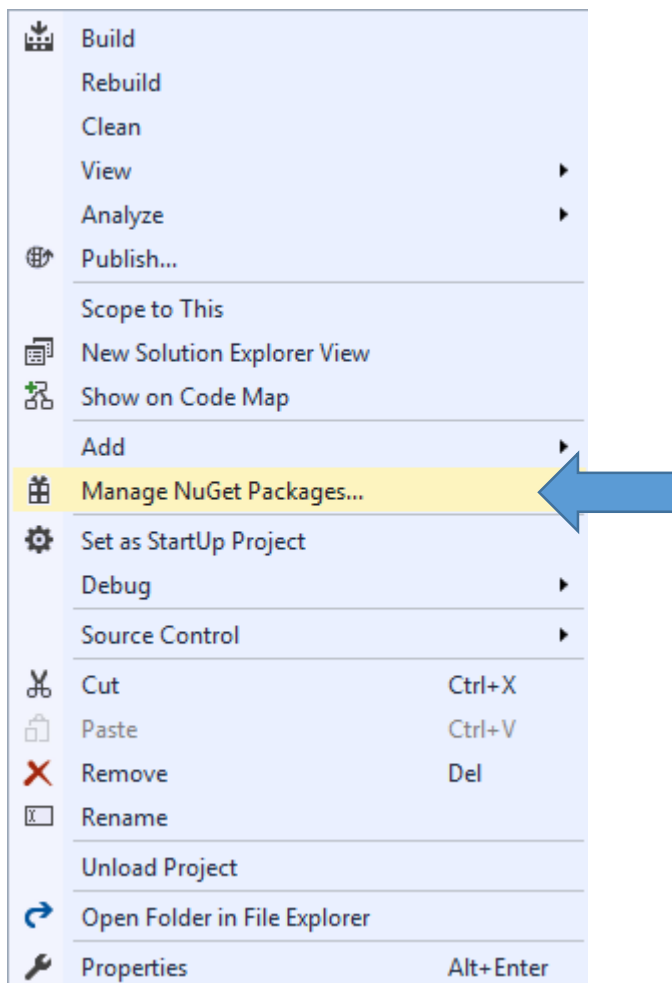 Build
Rebuild
Clean
View
Analyze
Publish...
Scope to This
New Solution Explorer View
Show on Code Map
Add
Manage NuGet Packages...
Set as StartUp Project
Debug
Source Control
Cut Ctrl+X
Paste Ctrl+V
Remove Del
Rename
Unload Project
Open Folder in File Explorer
Properties Alt+Enter